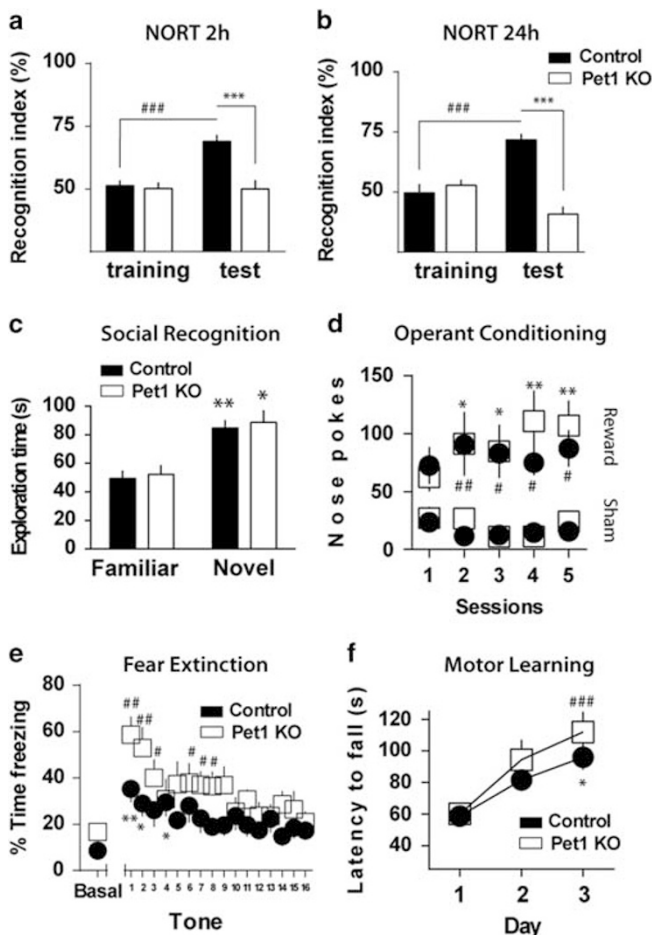 a
NORT 2h
Recognition index (%)
100
75
50
###
***
training
test
b
NORT 24h
Control
Pet1 KO
Recognition index (%)
100
75
50
###
***
training
test
c
Social Recognition
Control
Pet1 KO
Exploration time (s)
100
80
60
40
20
0
**
*
Familiar
Novel
d
Operant Conditioning
Nose pokes
150
100
50
0
*
*
**
**
##
#
#
#
Reward
Sham
1 2 3 4 5
Sessions
e
Fear Extinction
Control
Pet1 KO
% Time freezing
80
60
40
20
0
##
##
#
#
##
**
*
*
Basal
1 2 3 4 5 6 7 8 9 10 11 12 13 14 15 16
Tone
f
Motor Learning
Latency to fall (s)
120
100
80
60
40
###
*
Control
Pet1 KO
1 2 3
Day